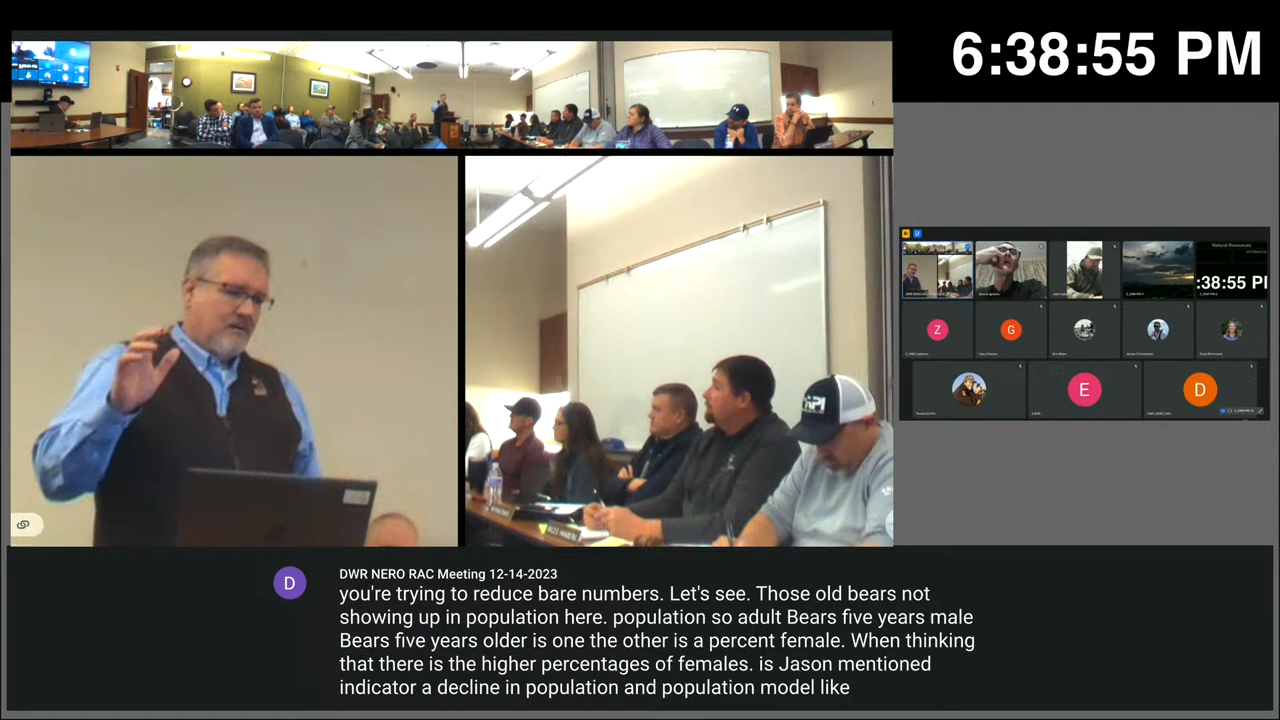 6:38:55 PM
Natural Resources
:38:55 PI
Z
G
E
D
API
D
DWR NERO RAC Meeting 12-14-2023
you're trying to reduce bare numbers. Let's see. Those old bears not
showing up in population here. population so adult Bears five years male
Bears five years older is one the other is a percent female. When thinking
that there is the higher percentages of females. is Jason mentioned
indicator a decline in population and population model like